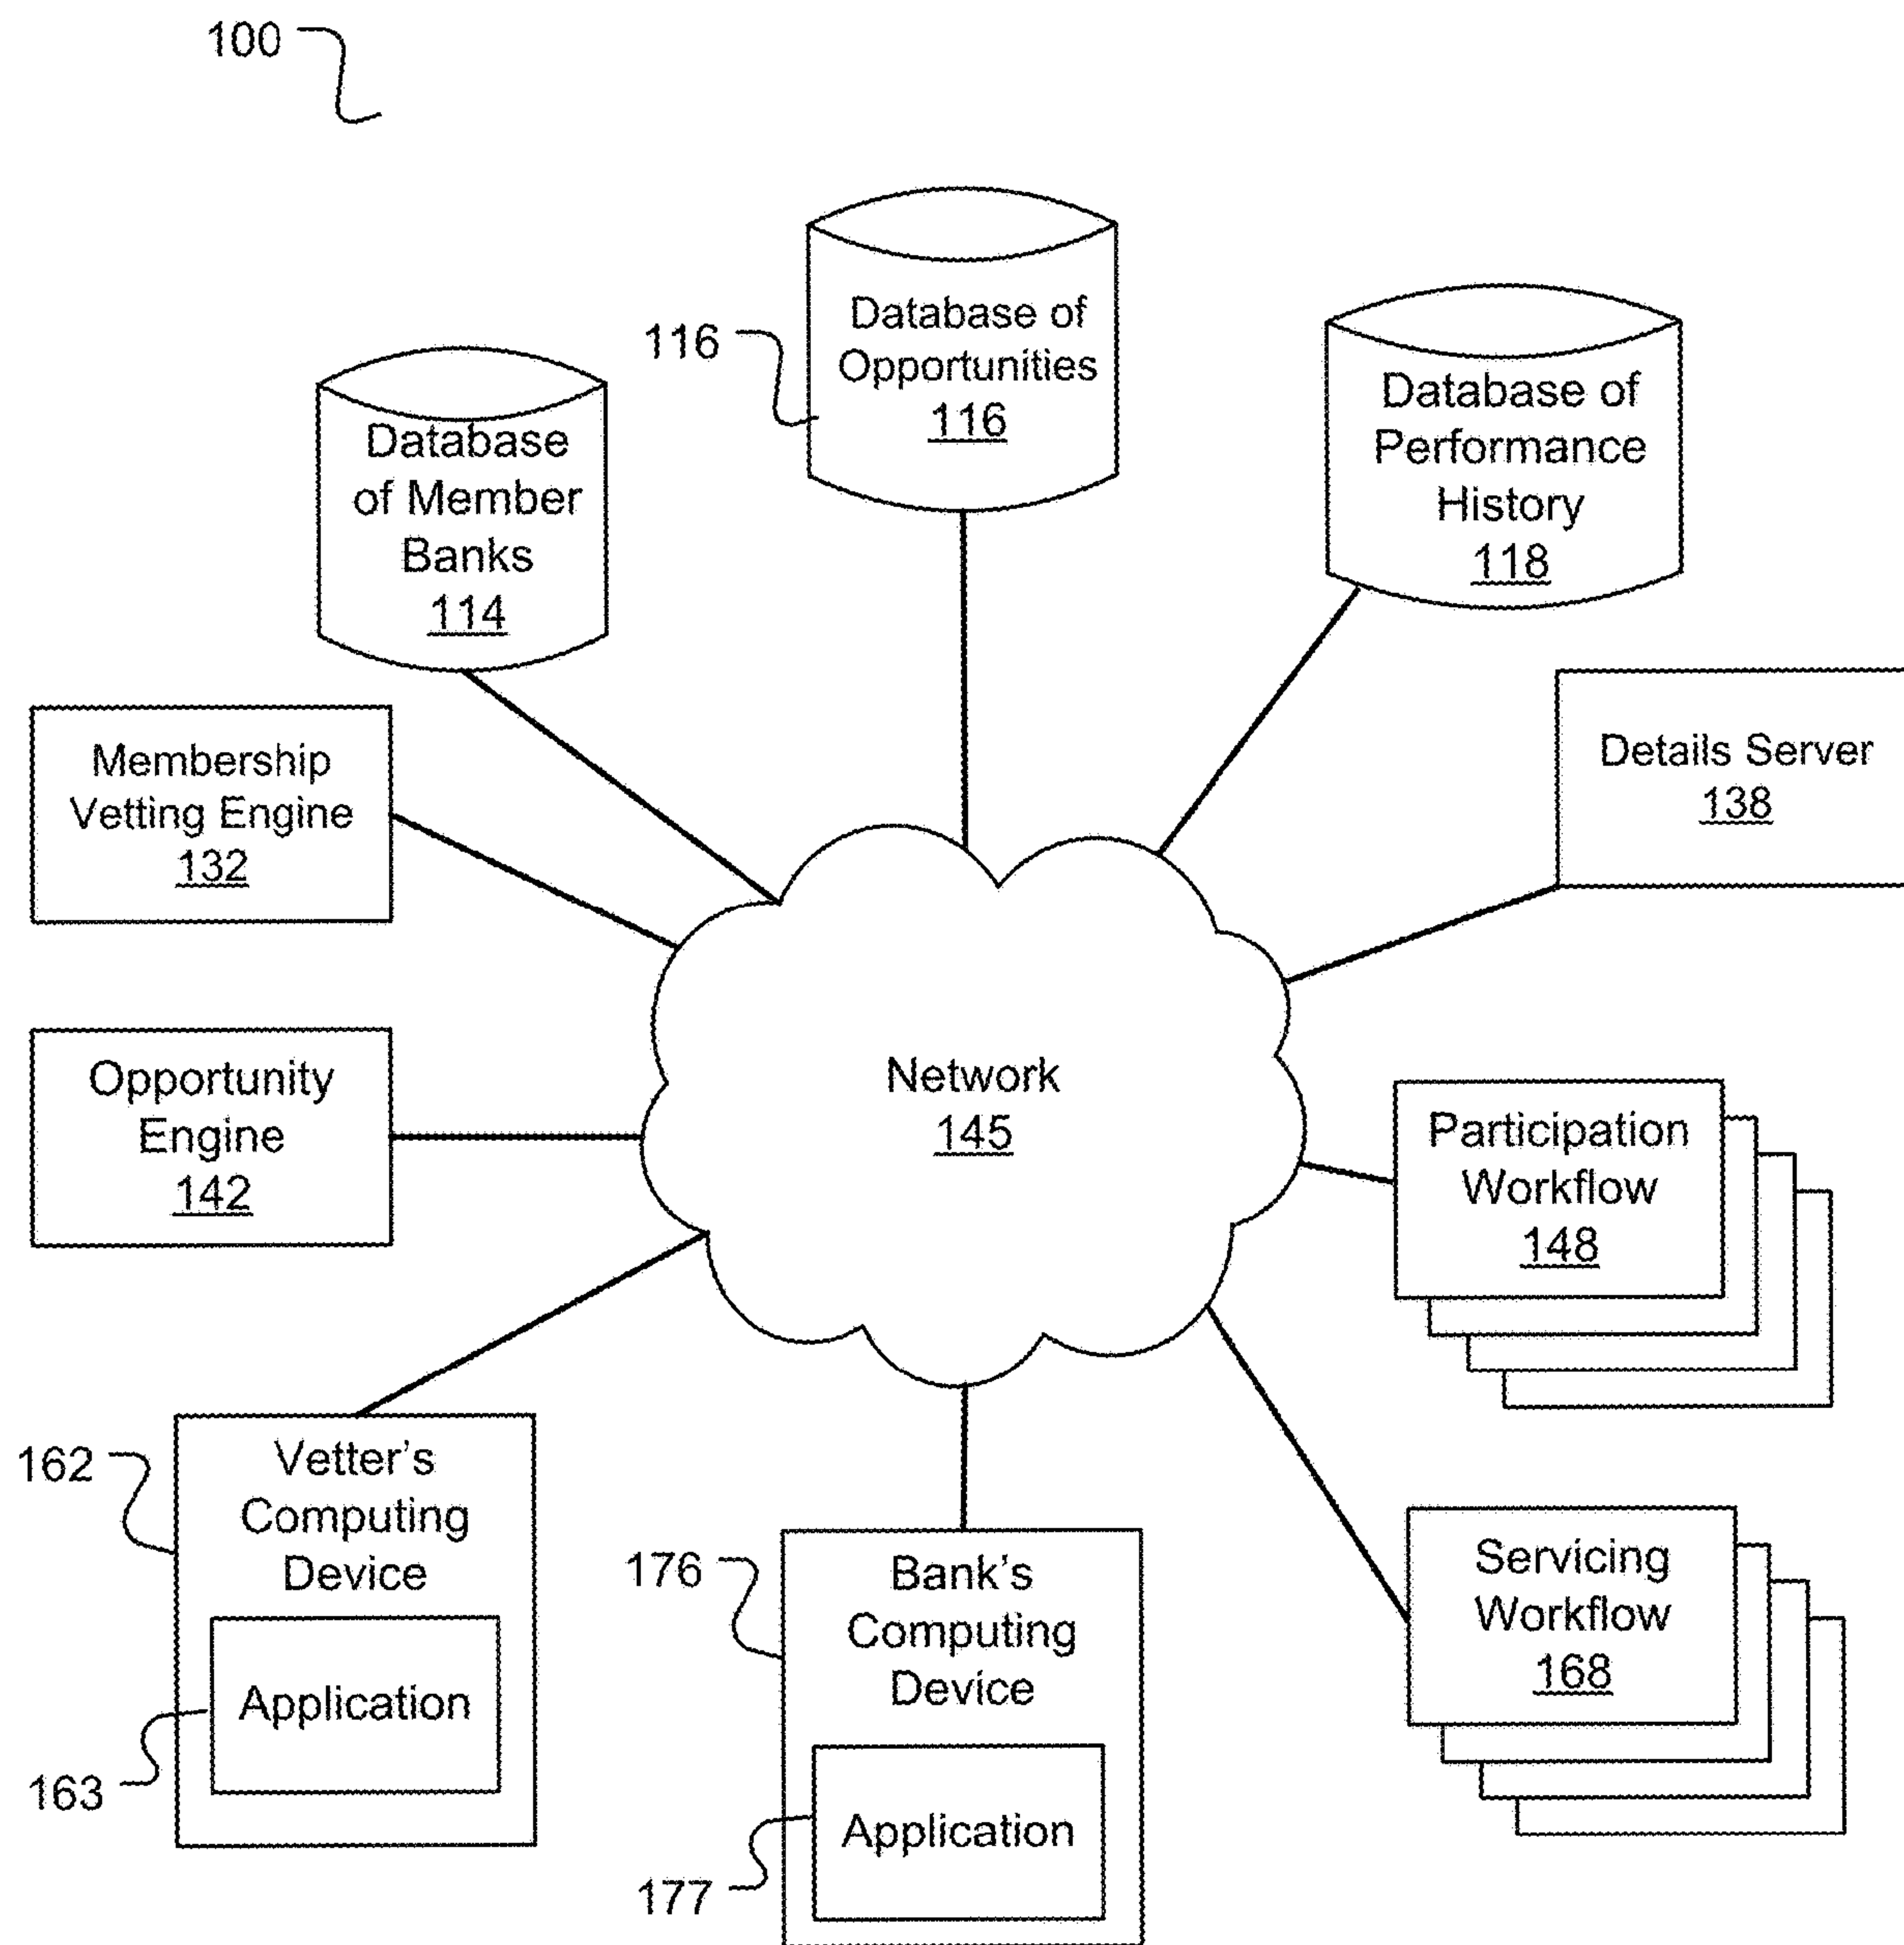 100
116
Database of
Opportunities
116
Database of
Performance
History
118
Database
of Member
Banks
114
Membership
Vetting Engine
132
Details Server
138
Opportunity
Engine
142
Network
145
Participation
Workflow
148
162
Vetter's
Computing
Device
Application
163
176
Bank's
Computing
Device
Application
177
Servicing
Workflow
168